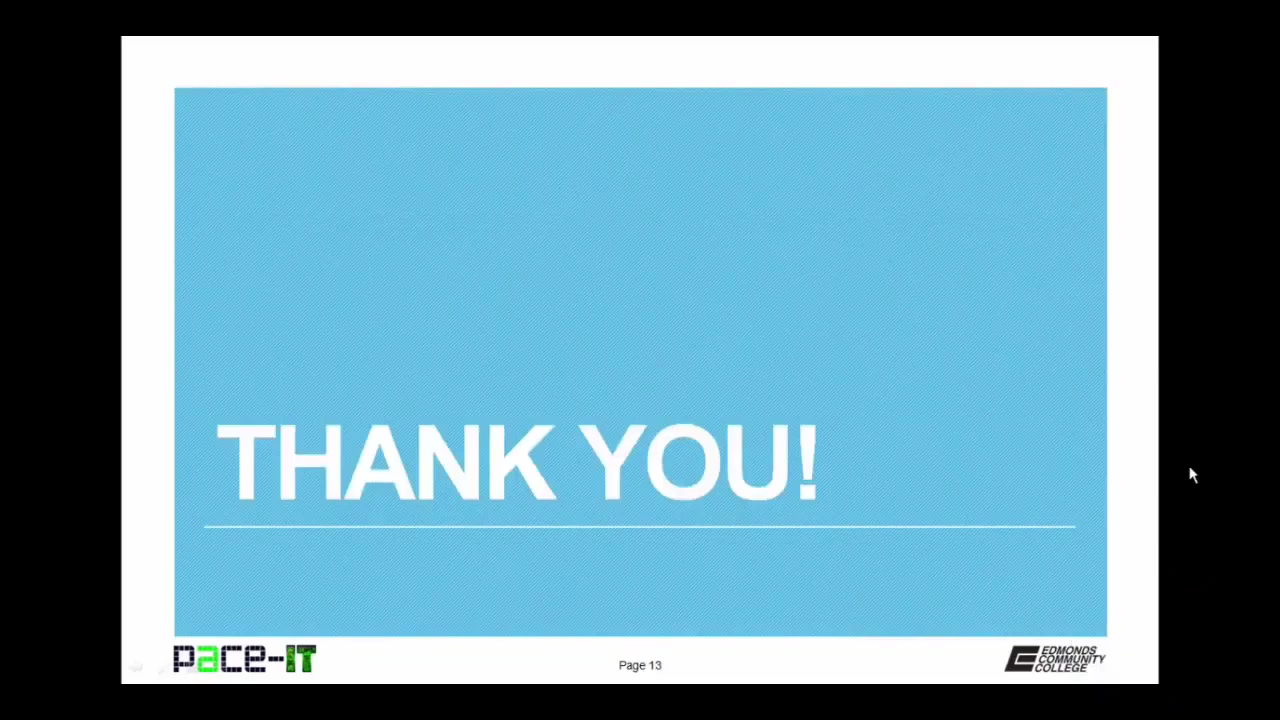 THANK YOU!
pace-IT
Page 13
EDMONDS
COMMUNITY
COLLEGE